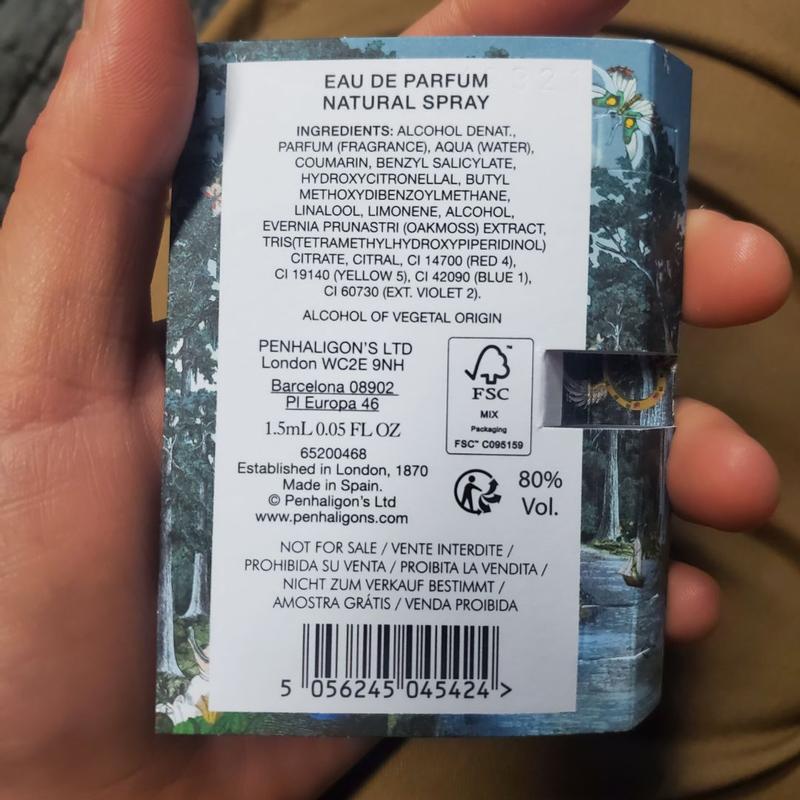 EAU DE PARFUM
NATURAL SPRAY
INGREDIENTS: ALCOHOL DENAT.,
PARFUM (FRAGRANCE), AQUA (WATER),
COUMARIN, BENZYL SALICYLATE,
HYDROXYCITRONELLAL, BUTYL
METHOXYDIBENZOYLMETHANE,
LINALOOL, LIMONENE, ALCOHOL,
EVERNIA PRUNASTRI (OAKMOSS) EXTRACT,
TRIS(TETRAMETHYLHYDROXYPIPERIDINOL)
CITRATE, CITRAL, CI 14700 (RED 4),
CI 19140 (YELLOW 5), CI 42090 (BLUE 1),
CI 60730 (EXT. VIOLET 2).
ALCOHOL OF VEGETAL ORIGIN
PENHALIGON'S LTD
London WC2E 9NH
Barcelona 08902
Pl Europa 46
1.5mL 0.05 FL OZ
65200468
Established in London, 1870
Made in Spain.
© Penhaligon's Ltd
www.penhaligons.com
FSC
MIX
Packaging
FSC™ C095159
80%
Vol.
NOT FOR SALE / VENTE INTERDITE /
PROHIBIDA SU VENTA / PROIBITA LA VENDITA /
NICHT ZUM VERKAUF BESTIMMT /
AMOSTRA GRÁTIS / VENDA PROIBIDA
5 056245 045424 >